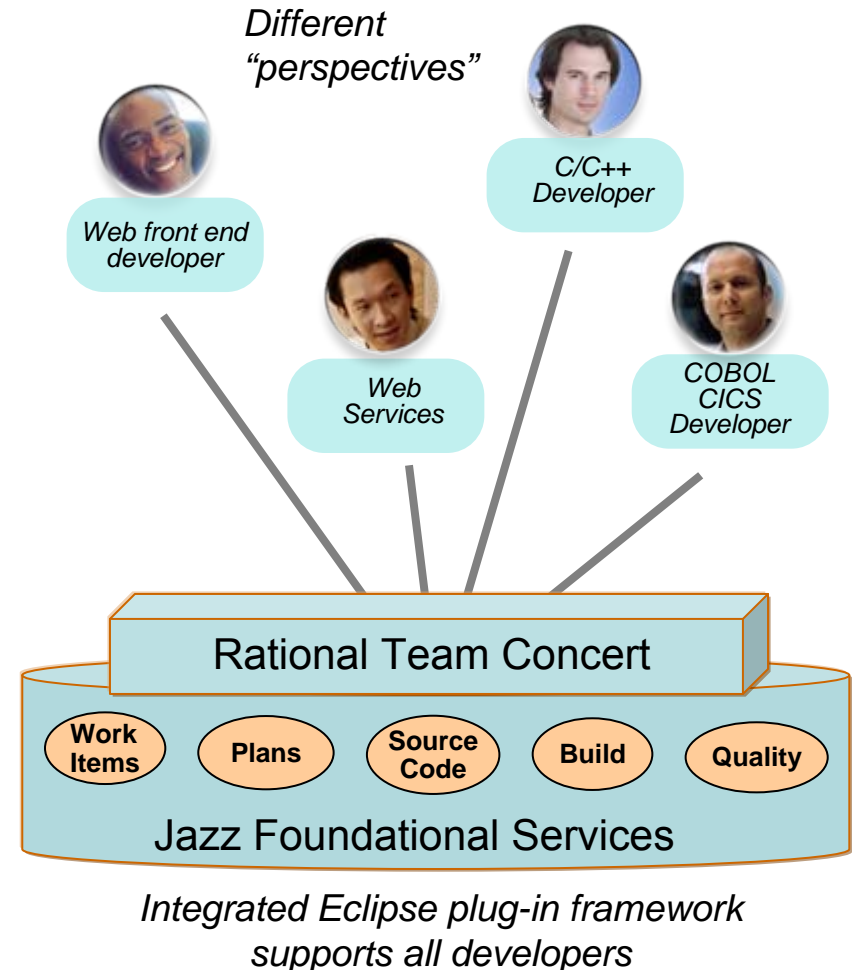 Different
“perspectives”
C/C++
Developer
Web front end
developer
Web
Services
COBOL
CICS
Developer
Rational Team Concert
Work
Items
Plans
Source
Code
Build
Quality
Jazz Foundational Services
Integrated Eclipse plug-in framework
supports all developers